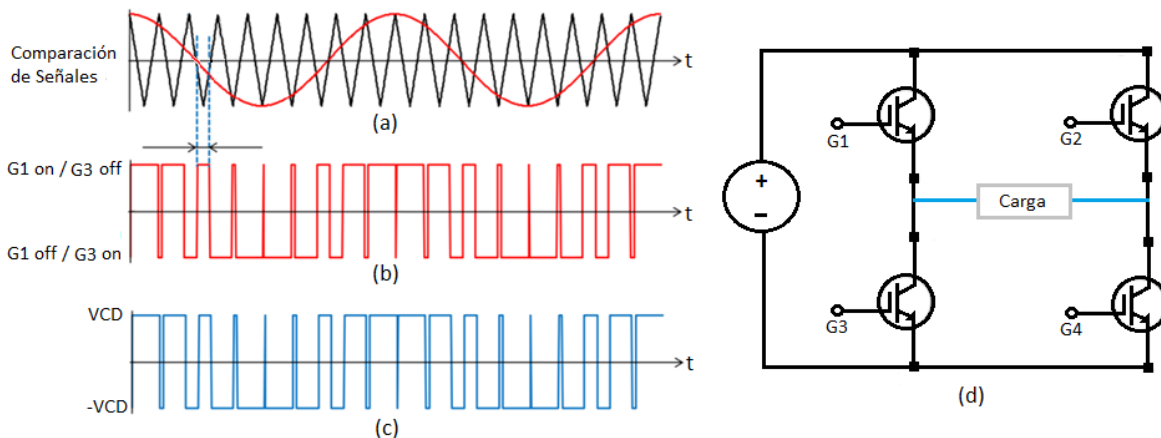 Comparación
de Señales
t
(a)
G1 on / G3 off
t
G1 off / G3 on
(b)
VCD
t
-VCD
(c)
G1
G2
+
−
Carga
G3
G4
(d)